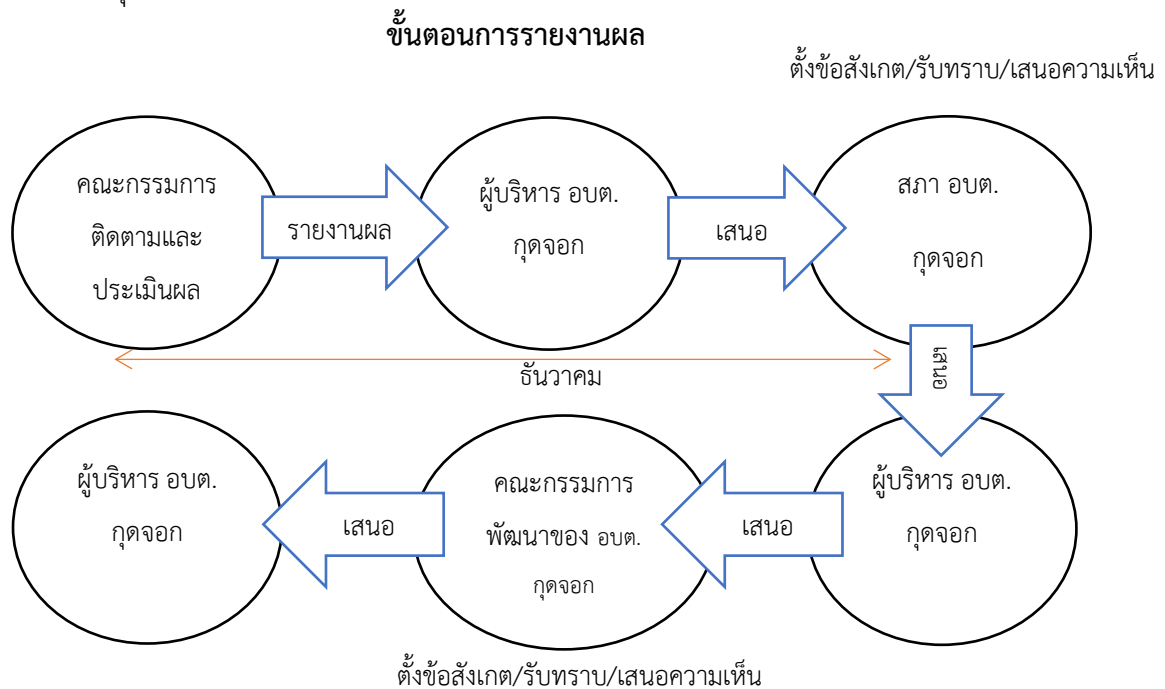 ขั้นตอนการรายงานผล
ตั้งข้อสังเกต/รับทราบ/เสนอความเห็น
คณะกรรมการ
ติดตามและ
ประเมินผล
รายงานผล
ผู้บริหาร อบต.
กุดจอก
เสนอ
สภา อบต.
กุดจอก
เสนอ
ธันวาคม
ผู้บริหาร อบต.
กุดจอก
เสนอ
คณะกรรมการ
พัฒนาของ อบต.
กุดจอก
เสนอ
ผู้บริหาร อบต.
กุดจอก
ตั้งข้อสังเกต/รับทราบ/เสนอความเห็น